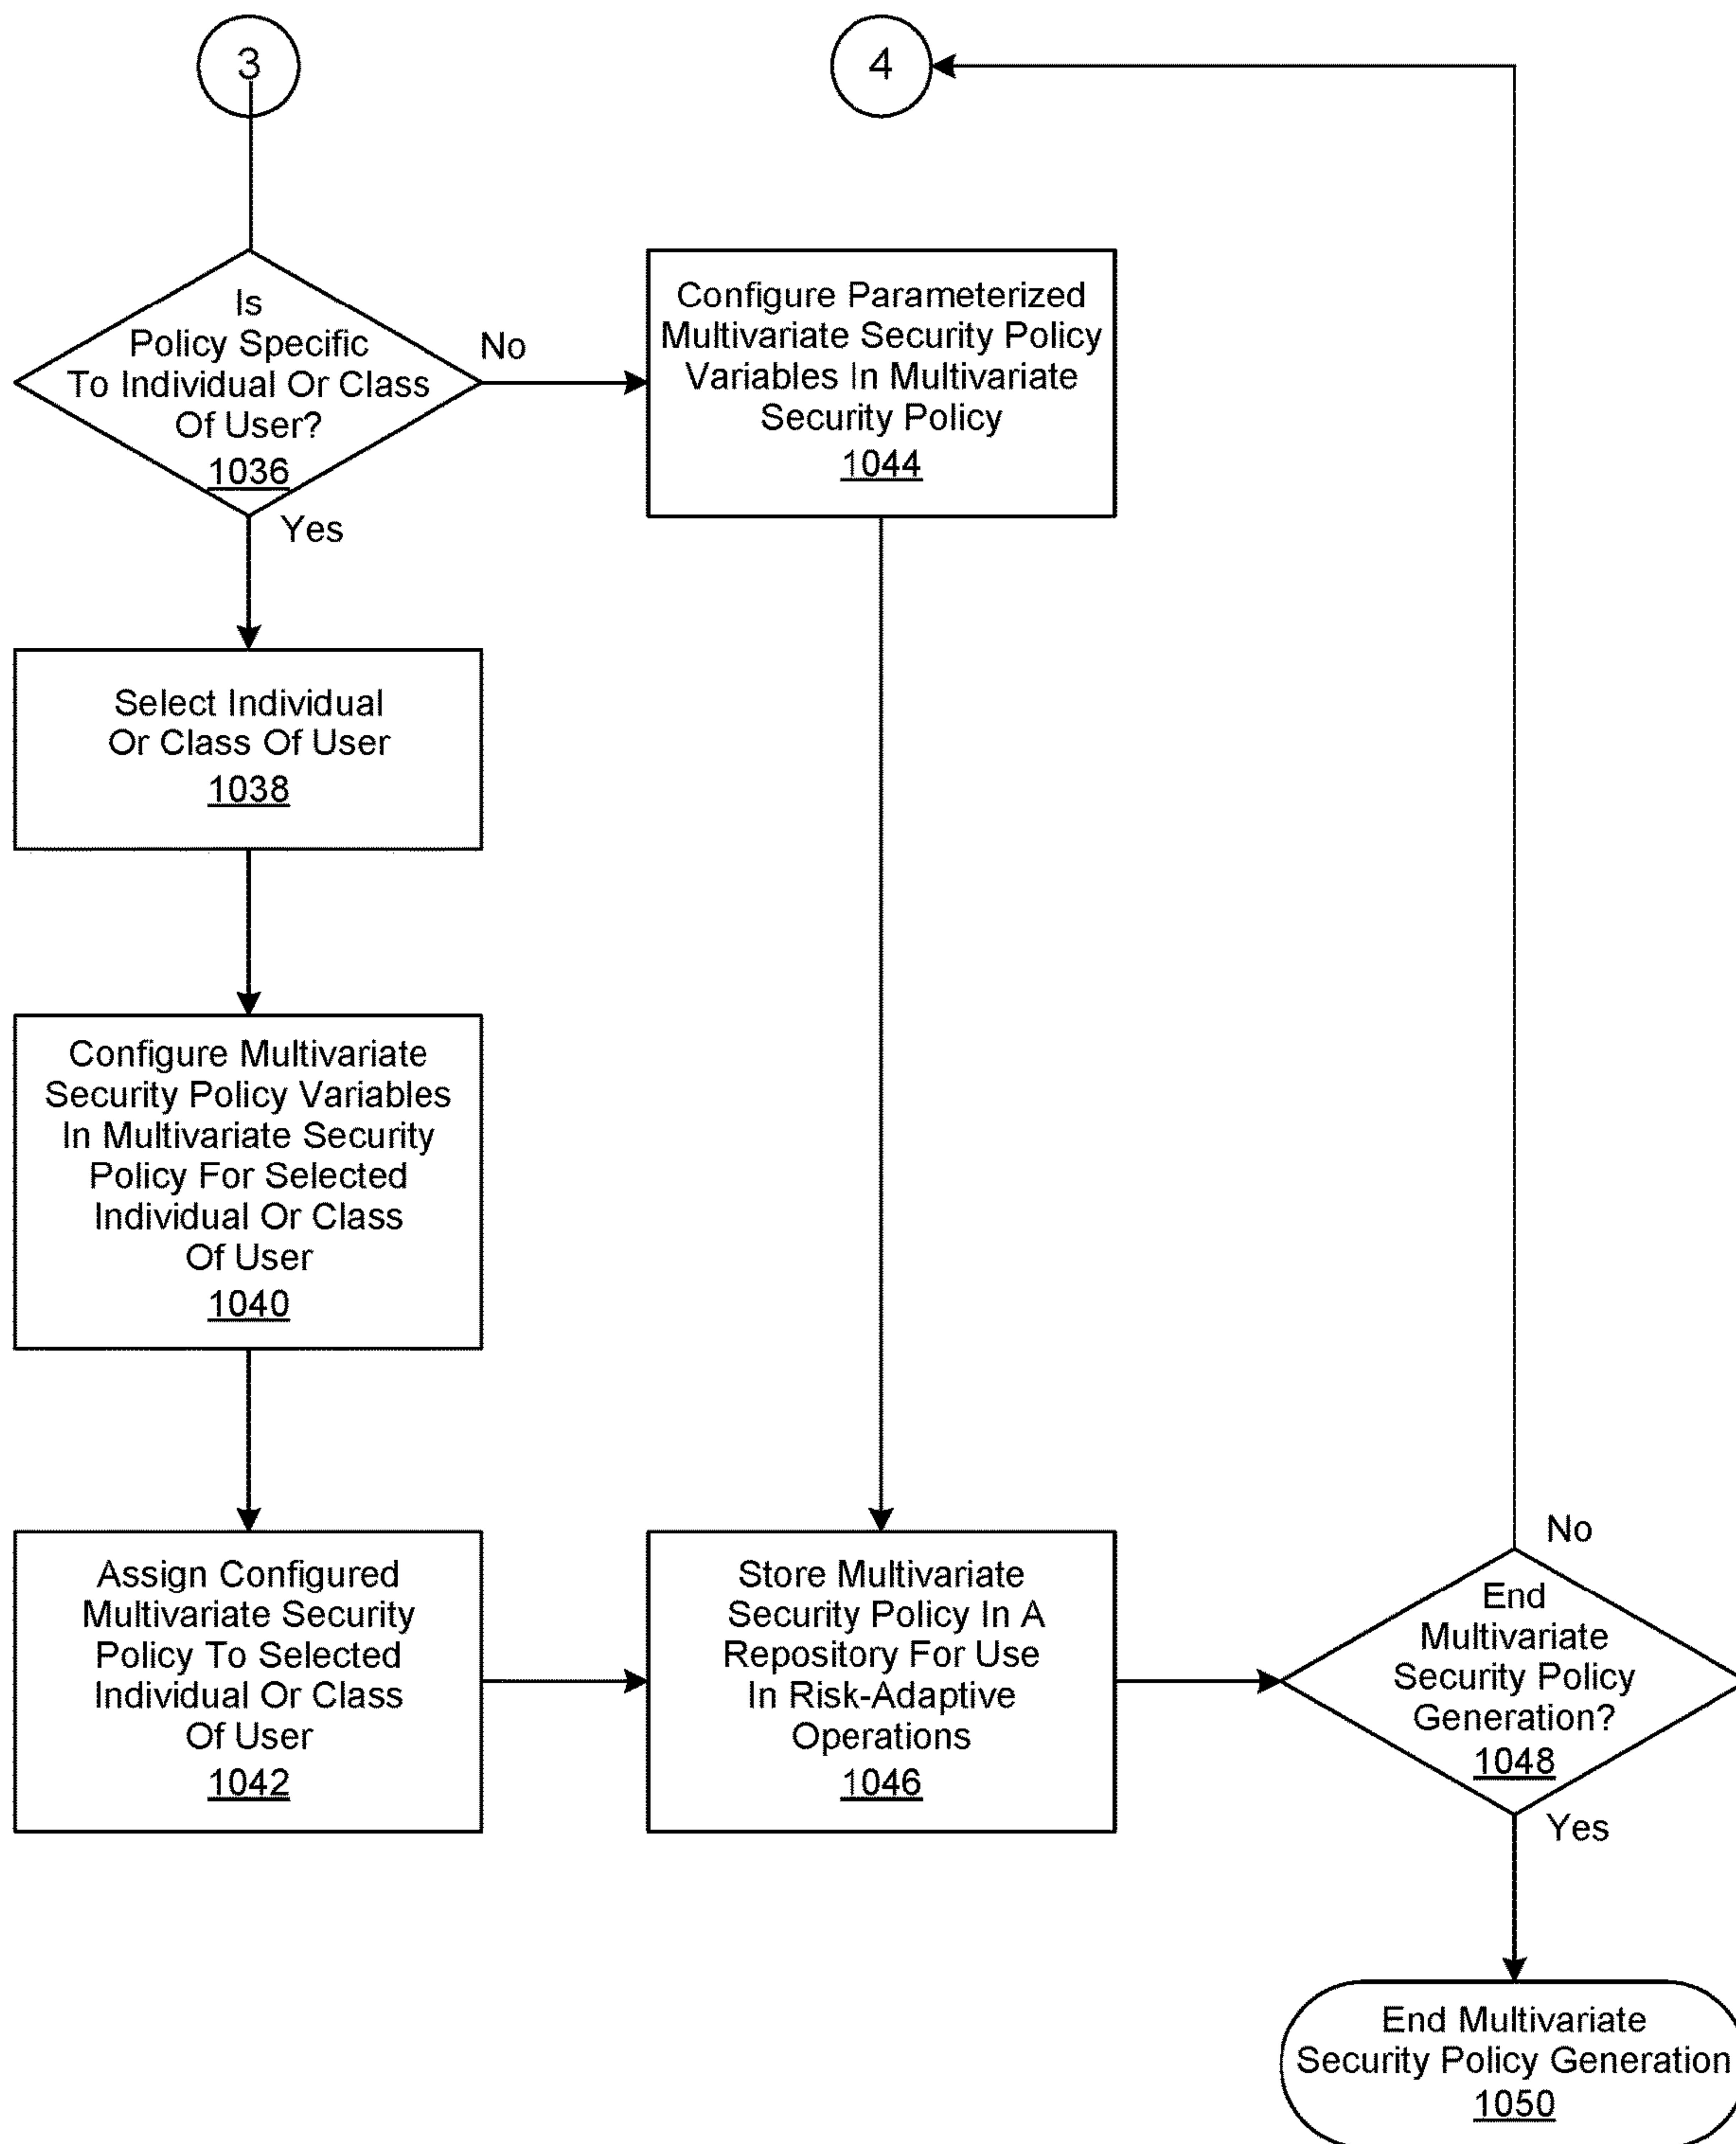 3
4
Is
Policy Specific
To Individual Or Class
Of User?
1036
No
Yes
Configure Parameterized
Multivariate Security Policy
Variables In Multivariate
Security Policy
1044
Select Individual
Or Class Of User
1038
Configure Multivariate
Security Policy Variables
In Multivariate Security
Policy For Selected
Individual Or Class
Of User
1040
Assign Configured
Multivariate Security
Policy To Selected
Individual Or Class
Of User
1042
Store Multivariate
Security Policy In A
Repository For Use
In Risk-Adaptive
Operations
1046
No
End
Multivariate
Security Policy
Generation?
1048
Yes
End Multivariate
Security Policy Generation
1050